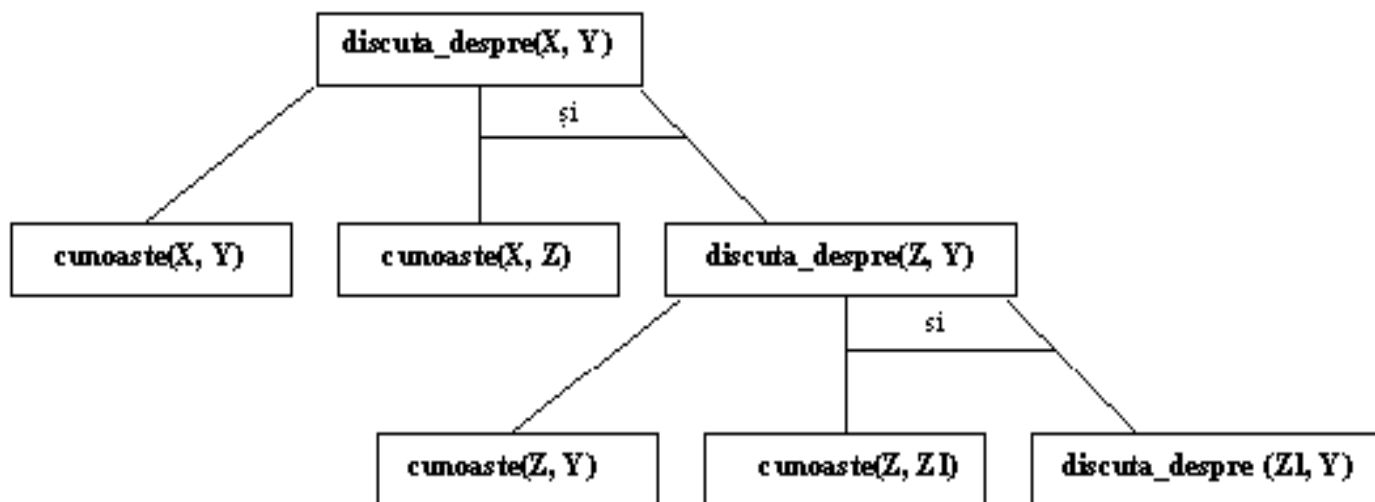 discuta_despre(X, Y)
și
cunoaste(X, Y)
cunoaste(X, Z)
discuta_despre(Z, Y)
si
cunoaste(Z, Y)
cunoaste(Z, Z1)
discuta_despre (Z1, Y)